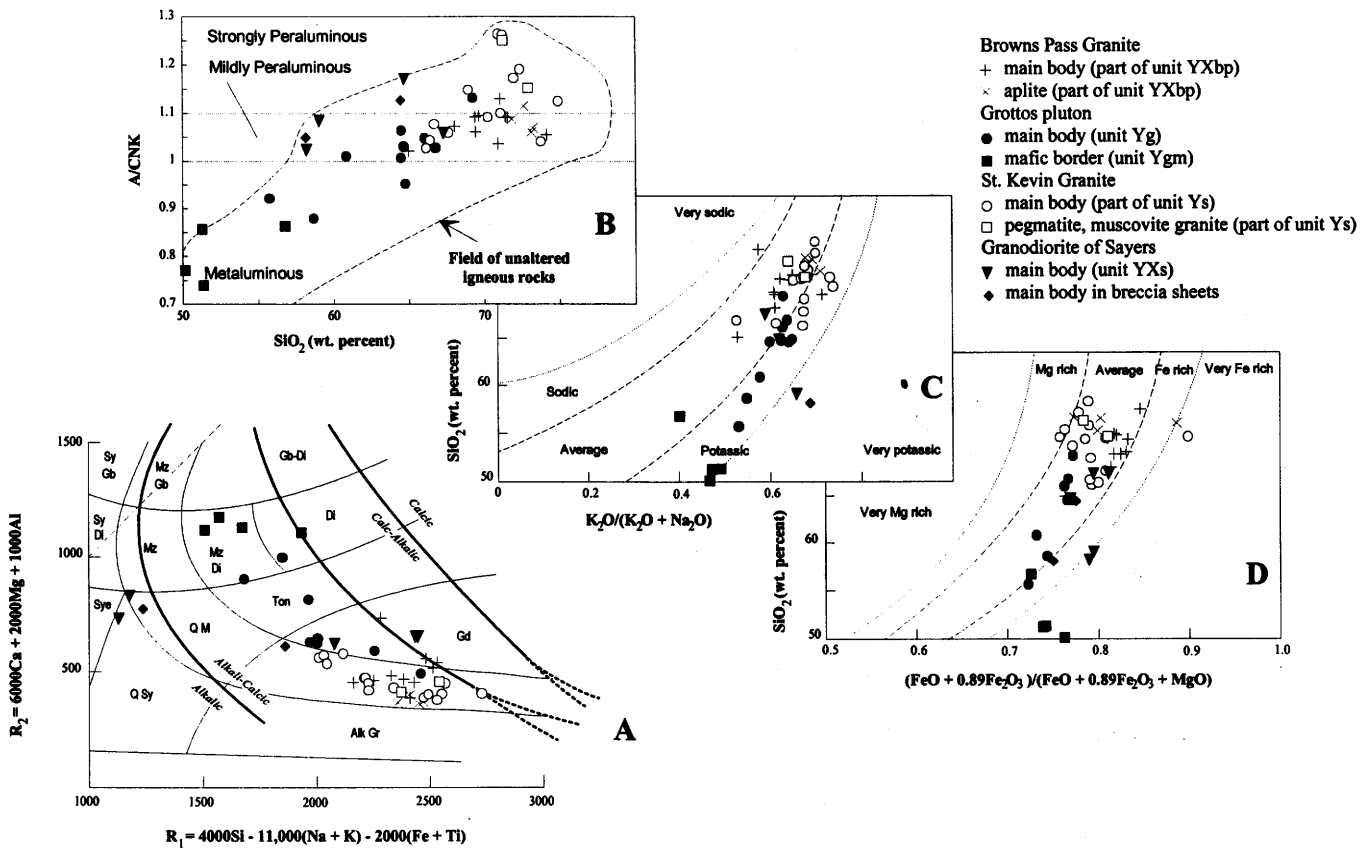 1.3
1.2
1.1
1
0.9
0.8
0.7
A/CNK
Strongly Peraluminous
Mildly Peraluminous
Metaluminous
Field of unaltered
igneous rocks
B
50
60
65
70
SiO2 (wt. percent)
Browns Pass Granite
+ main body (part of unit YXbp)
× aplite (part of unit YXbp)
Grottos pluton
● main body (unit Yg)
■ mafic border (unit Ygm)
St. Kevin Granite
○ main body (part of unit Ys)
□ pegmatite, muscovite granite (part of unit Ys)
Granodiorite of Sayers
▼ main body (unit YXs)
◆ main body in breccia sheets
Very sodic
Sodic
Average
Potassic
Very potassic
C
70
60
50
SiO2 (wt. percent)
0
0.2
0.4
0.6
0.8
1
K2O/(K2O + Na2O)
Mg rich
Average
Fe rich
Very Fe rich
Very Mg rich
D
70
60
50
SiO2 (wt. percent)
0.5
0.6
0.7
0.8
0.9
1.0
(FeO + 0.89Fe2O3)/(FeO + 0.89Fe2O3 + MgO)
1500
1000
500
0
R2 = 6000Ca + 2000Mg + 1000Al
Sy
Gb
Mz
Gb
Gb-Di
Sy
Di
Mz
Mz
Di
Di
Calc-Alkalic
Calcic
Sye
Q M
Ton
Gd
Q Sy
Alkalic
Alkali-Calcic
Alk Gr
A
1000
1500
2000
2500
3000
R1 = 4000Si - 11,000(Na + K) - 2000(Fe + Ti)